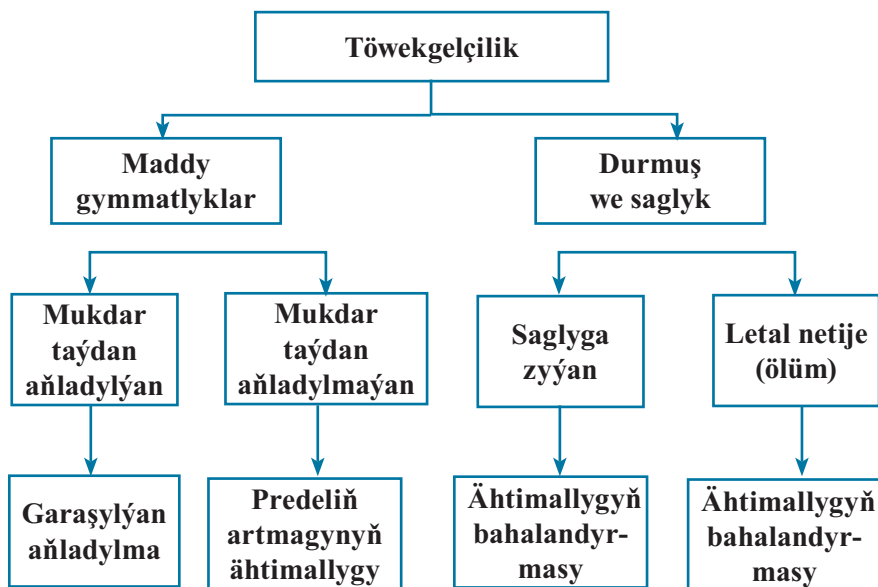 Töwekgelçilik
Maddy
gymmatlyklar
Durmuş
we saglyk
Mukdar
taýdan
aňladylýan
Mukdar
taýdan
aňladylmaýan
Saglyga
zyýan
Letal netije
(ölüm)
Garaşylýan
aňladylma
Predeliň
artmagynyň
ähtimallygy
Ähtimallygyň
bahalandyr-
masy
Ähtimallygyň
bahalandyr-
masy